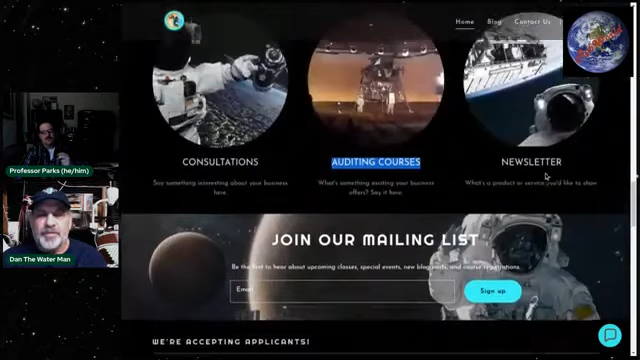 Home Blog Contact Us
CONSULTATIONS AUDITING COURSES NEWSLETTER
Say something interesting about your business here. What's something exciting your business offers? Say it here. What's a product or service you'd like to show
Professor Parks (he/him)
Dan The Water Man
JOIN OUR MAILING LIST
Be the first to hear about upcoming classes, special events, new blog posts, and course registrations.
Email Sign up
WE'RE ACCEPTING APPLICANTS!